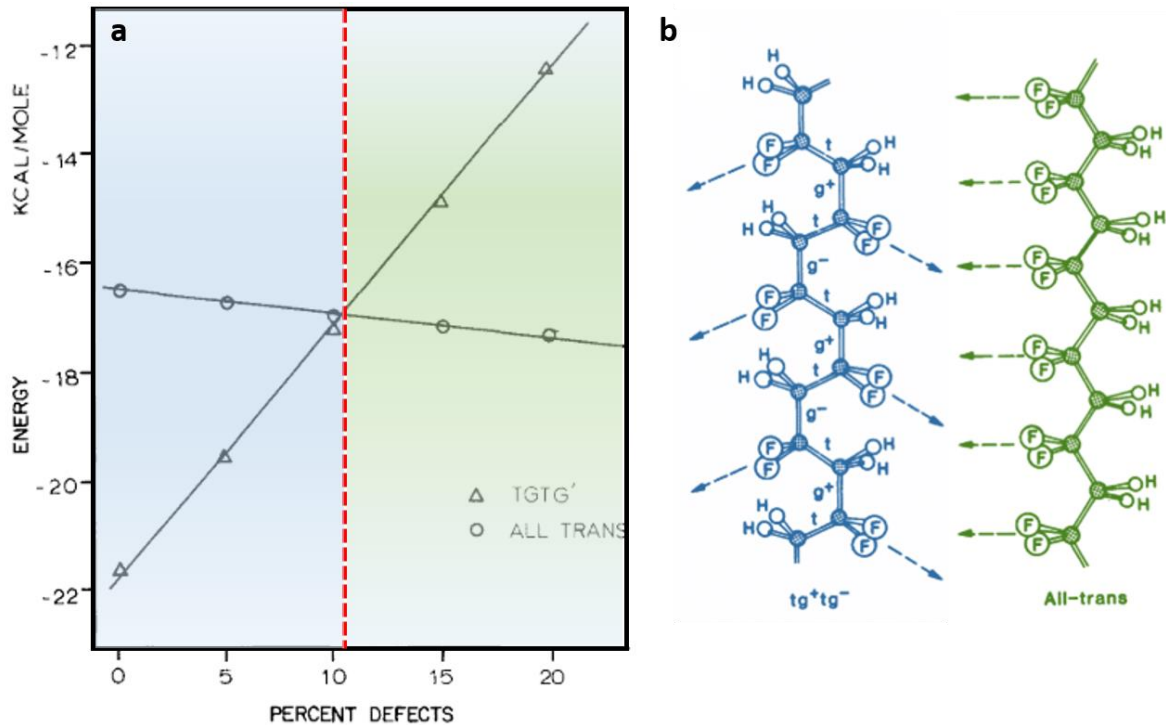 a
KCAL/MOLE
ENERGY
-12
-14
-16
-18
-20
-22
TGTG'
ALL TRANS
0 5 10 15 20
PERCENT DEFECTS
b
H
H
F
F
t
H
H
g+
H
H
t
F
F
g-
F
F
t
H
H
g+
H
H
t
F
F
g-
F
F
t
H
H
g+
H
H
t
F
F
tg+tg-
F
F
H
H
F
F
H
H
F
F
H
H
F
F
H
H
F
F
H
H
F
F
All-trans